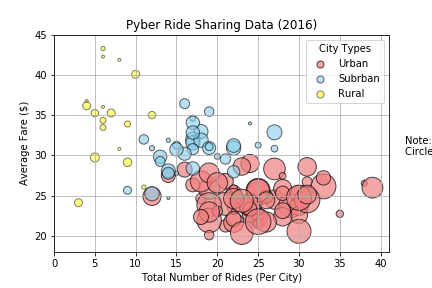 Pyber Ride Sharing Data (2016)
City Types
Urban
Subrban
Rural
Average Fare ($)
45
40
35
30
25
20
0
5
10
15
20
25
30
35
40
Total Number of Rides (Per City)
Note:
Circle